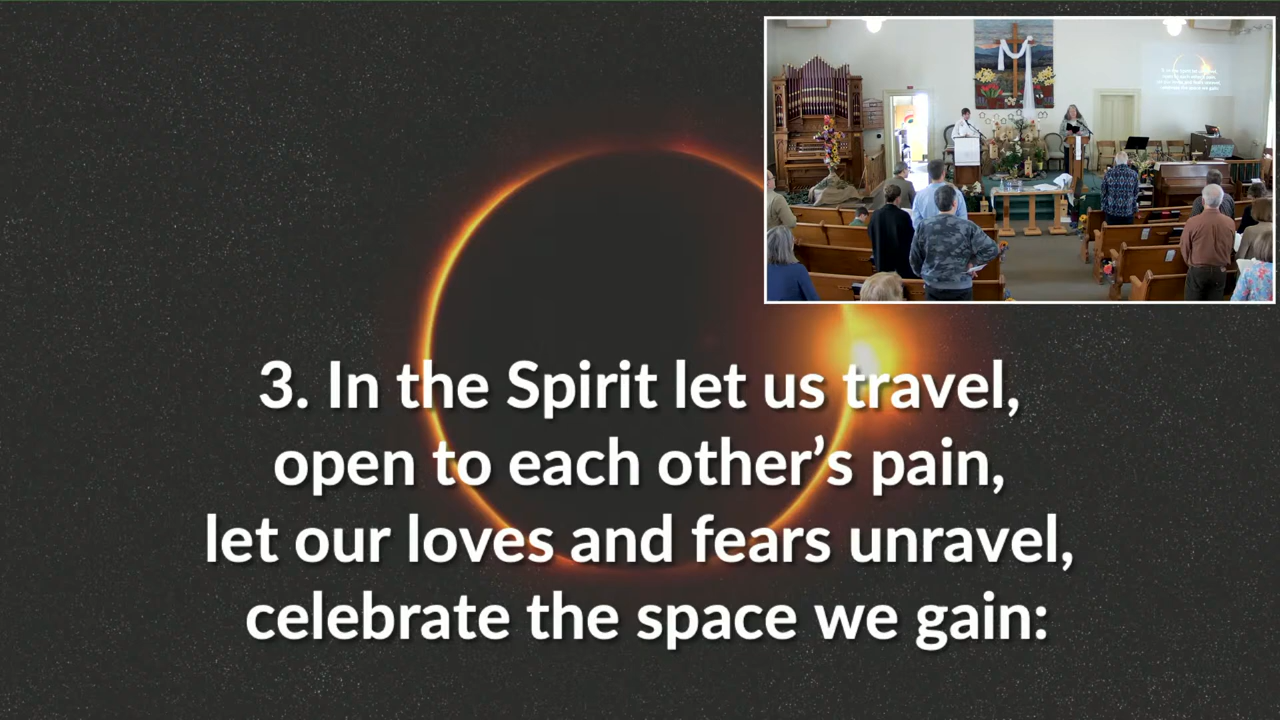 3. In the Spirit let us travel,
open to each other’s pain,
let our loves and fears unravel,
celebrate the space we gain: